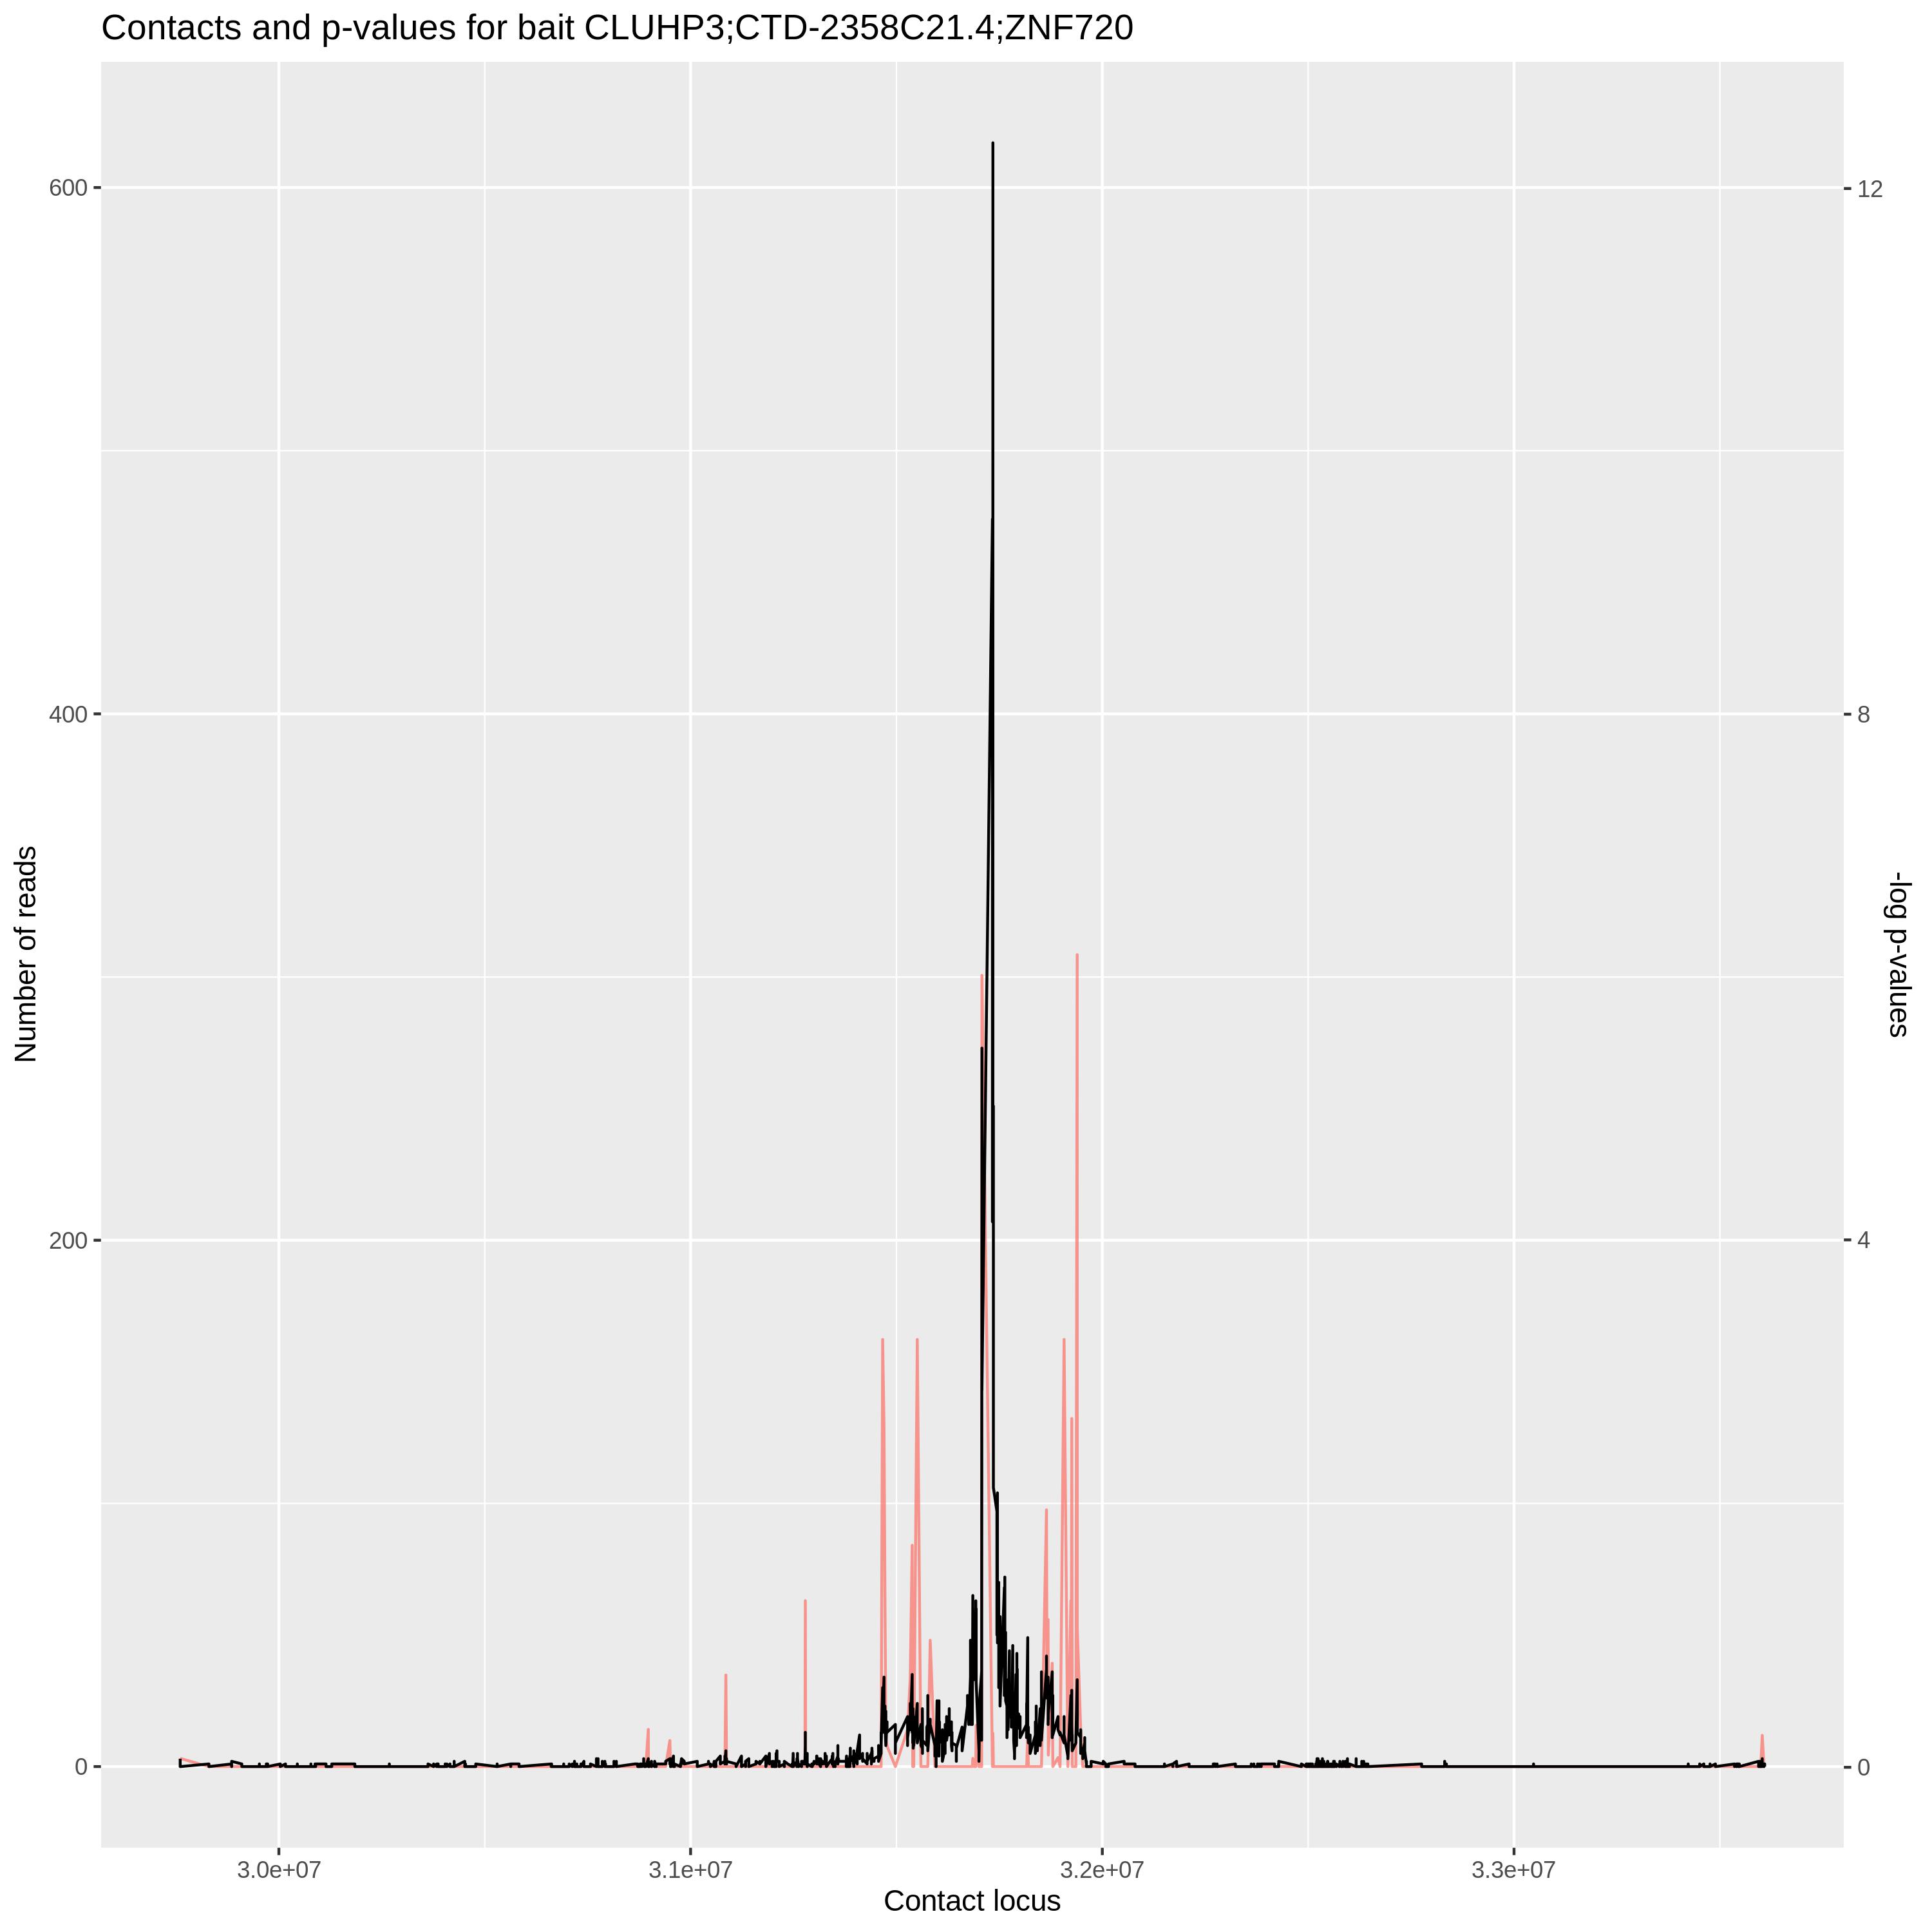 Contacts and p-values for bait CLUHP3;CTD-2358C21.4;ZNF720
600
400
200
0
Number of reads
12
8
4
0
-log p-values
3.0e+07
3.1e+07
3.2e+07
3.3e+07
Contact locus